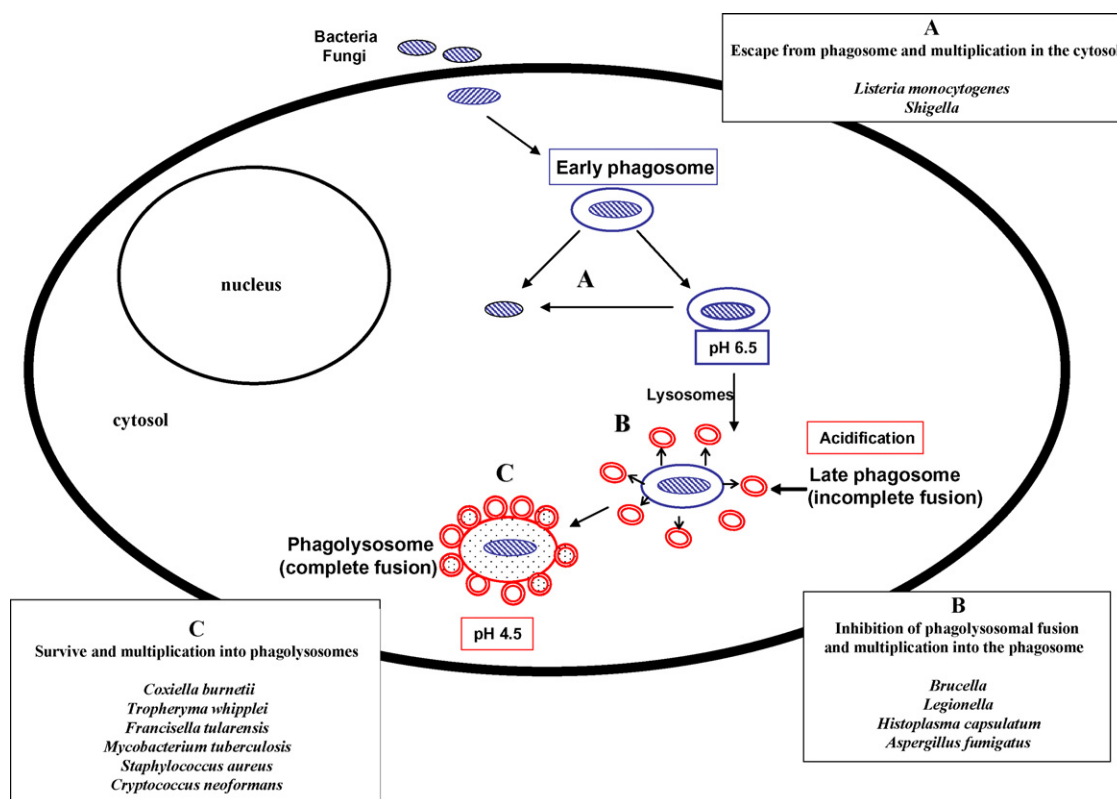 Bacteria
Fungi
A
Escape from phagosome and multiplication in the cytosol
Listeria monocytogenes
Shigella
Early phagosome
A
nucleus
pH 6.5
Lysosomes
cytosol
B
Acidification
Late phagosome
(incomplete fusion)
C
Phagolysosome
(complete fusion)
pH 4.5
C
Survive and multiplication into phagolysosomes
Coxiella burnetii
Tropheryma whipplei
Francisella tularensis
Mycobacterium tuberculosis
Staphylococcus aureus
Cryptococcus neoformans
B
Inhibition of phagolysosomal fusion
and multiplication into the phagosome
Brucella
Legionella
Histoplasma capsulatum
Aspergillus fumigatus